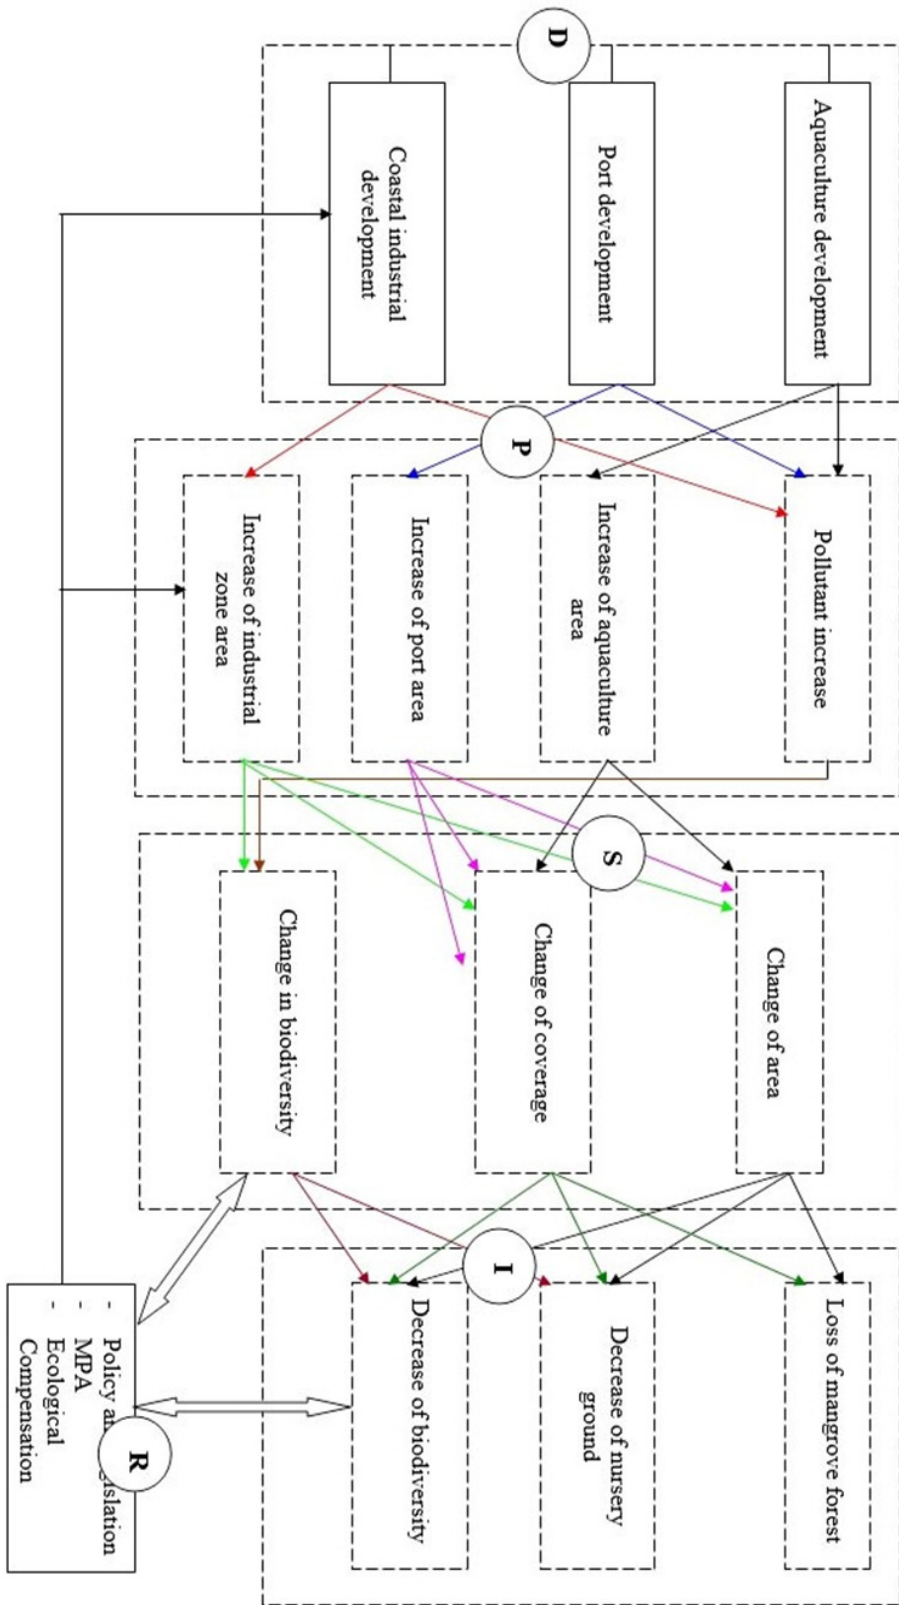 D
Aquaculture development
Port development
Coastal industrial
development
P
Pollutant increase
Increase of aquaculture
area
Increase of port area
Increase of industrial
zone area
S
Change of area
Change of coverage
Change in biodiversity
I
Loss of mangrove forest
Decrease of nursery
ground
Decrease of biodiversity
R
- Policy
- MPA
- Ecological
Compensation